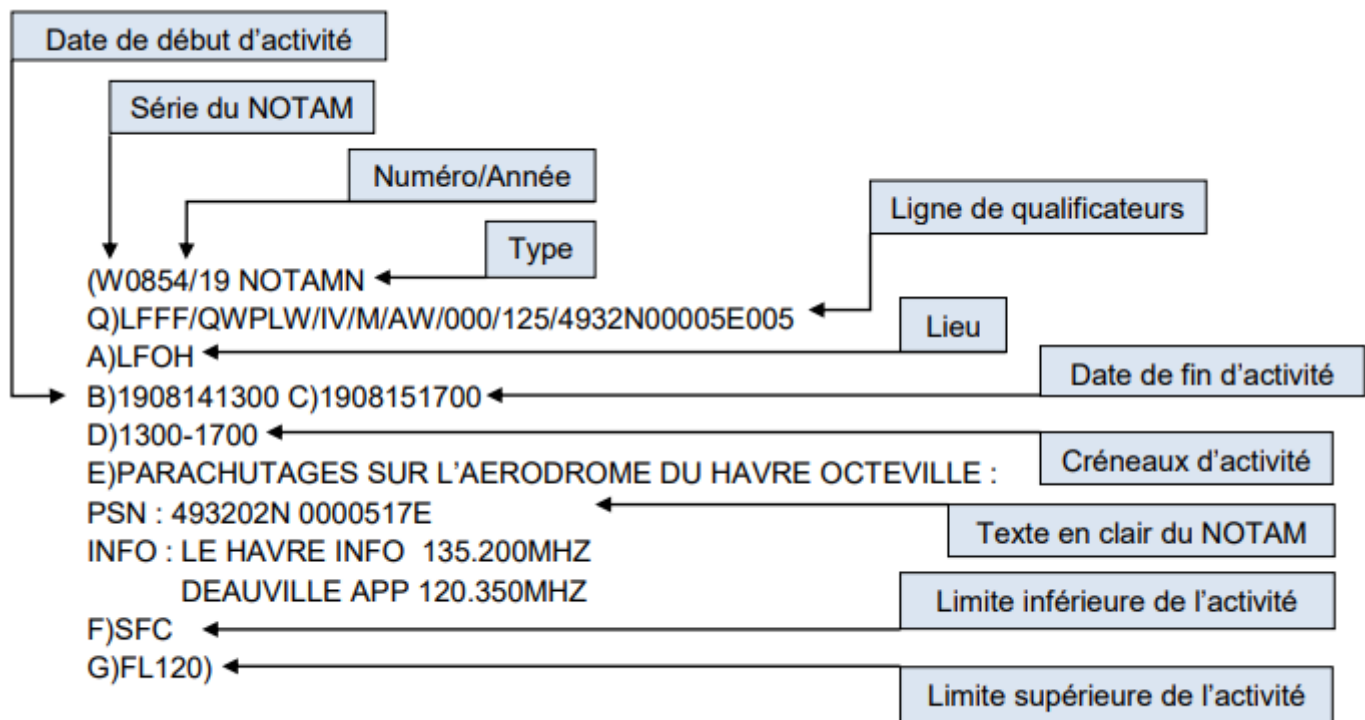 Date de début d'activité
Série du NOTAM
Numéro/Année
Ligne de qualificateurs
Type
(W0854/19 NOTAMN
Q)LFFF/QWPLW/IV/M/AW/000/125/4932N00005E005
Lieu
A)LFOH
Date de fin d'activité
B)1908141300 C)1908151700
D)1300-1700
Créneaux d'activité
E)PARACHUTAGES SUR L'AERODROME DU HAVRE OCTEVILLE :
PSN : 493202N 0000517E
Texte en clair du NOTAM
INFO : LE HAVRE INFO 135.200MHZ
DEAUVILLE APP 120.350MHZ
Limite inférieure de l'activité
F)SFC
G)FL120)
Limite supérieure de l'activité